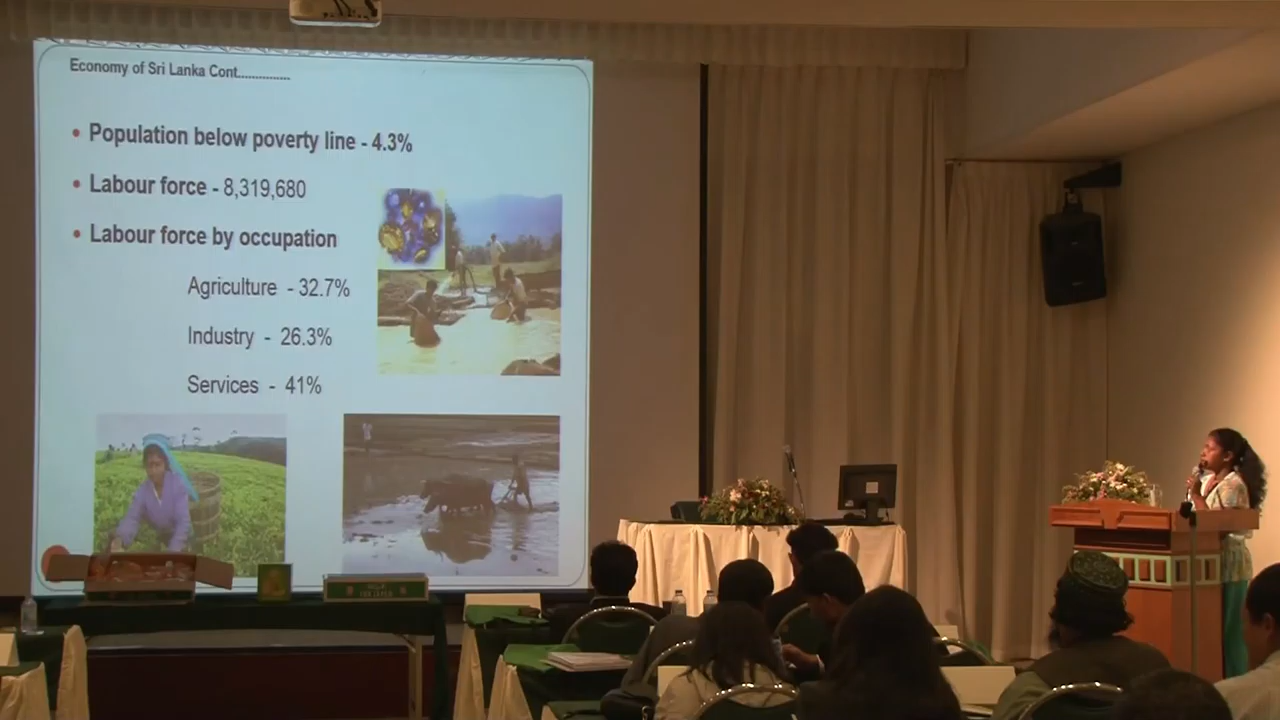 Economy of Sri Lanka Cont...............
• Population below poverty line - 4.3%
• Labour force - 8,319,680
• Labour force by occupation
Agriculture - 32.7%
Industry - 26.3%
Services - 41%